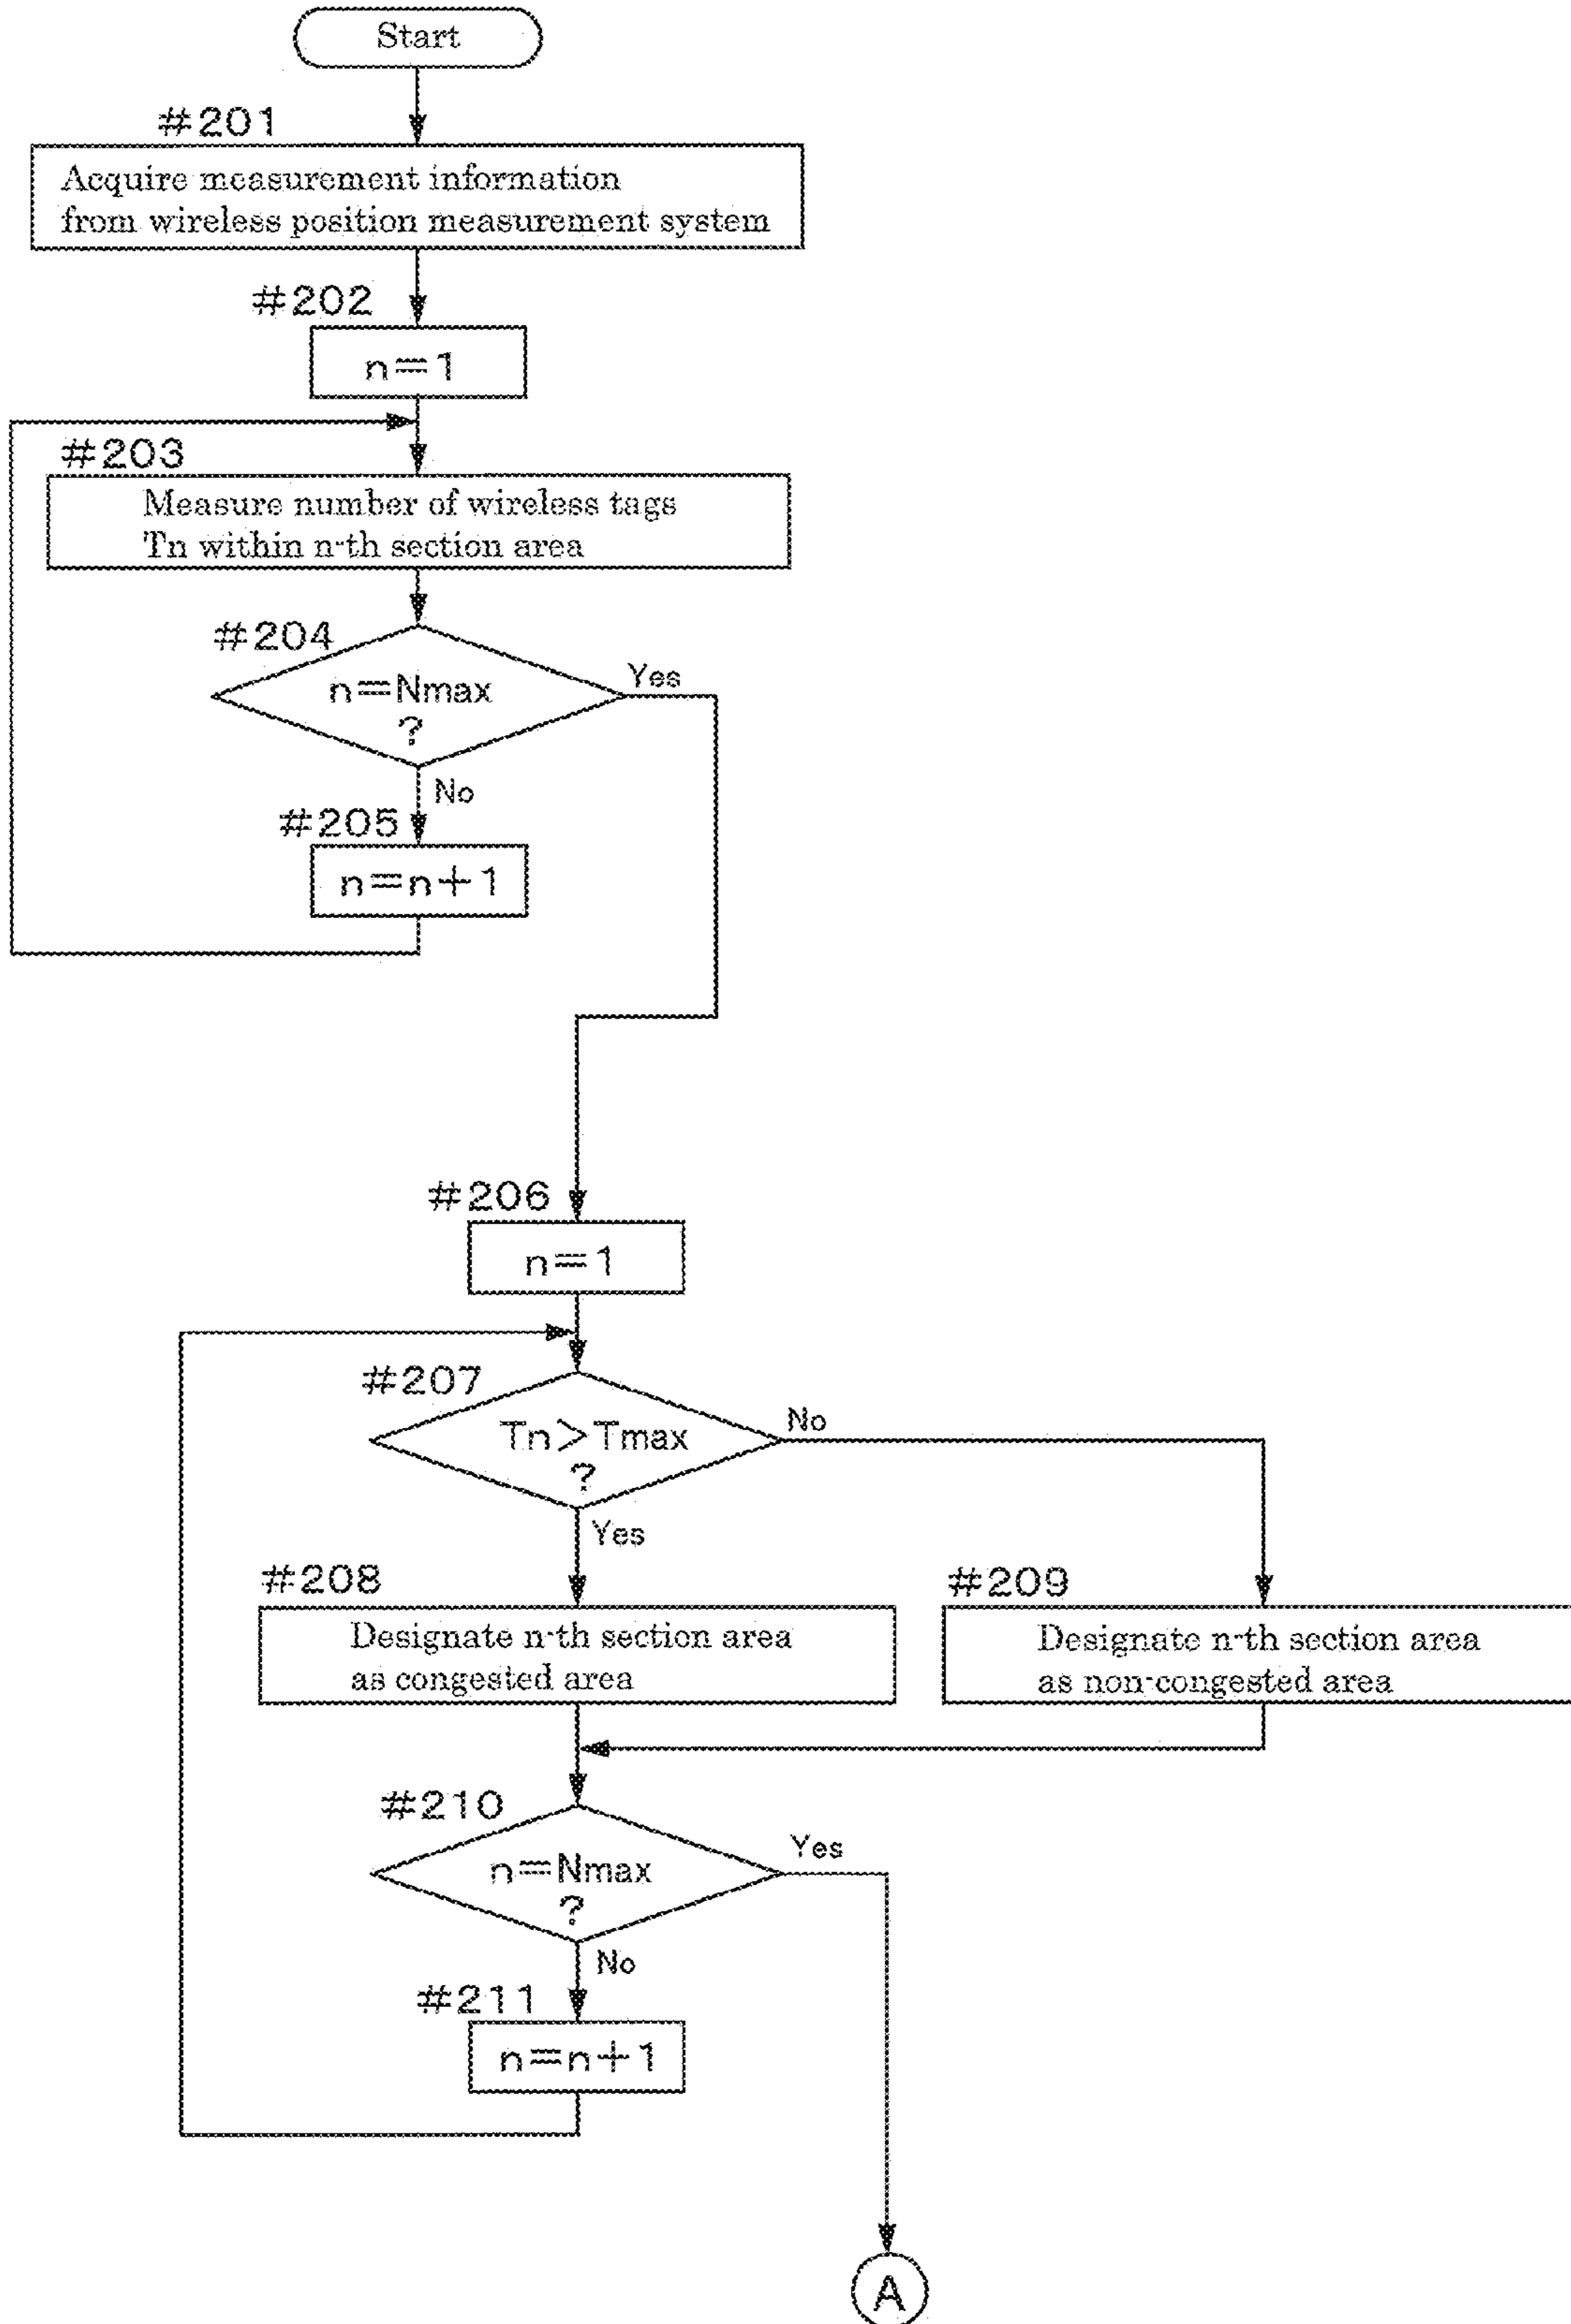 Start
#201
Acquire measurement information
from wireless position measurement system
#202
n=1
#203
Measure number of wireless tags
Tn within n-th section area
#204
n=Nmax
?
Yes
No
#205
n=n+1
#206
n=1
#207
Tn>Tmax
?
No
Yes
#208
Designate n-th section area
as congested area
#209
Designate n-th section area
as non-congested area
#210
n=Nmax
?
Yes
No
#211
n=n+1
A